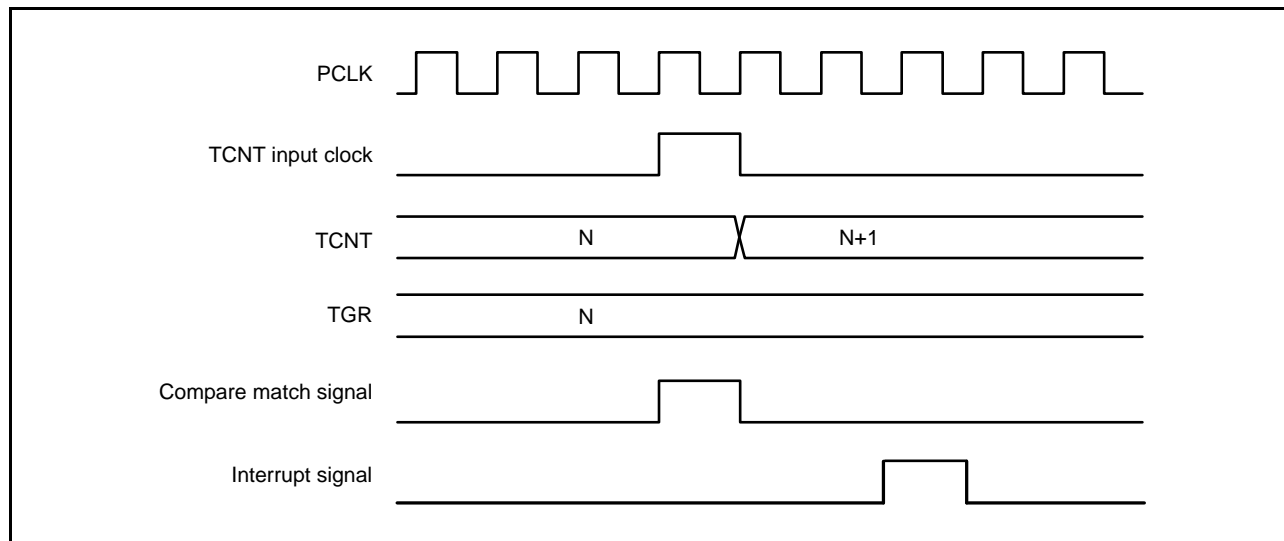 PCLK
TCNT input clock
TCNT
N
N+1
TGR
N
Compare match signal
Interrupt signal